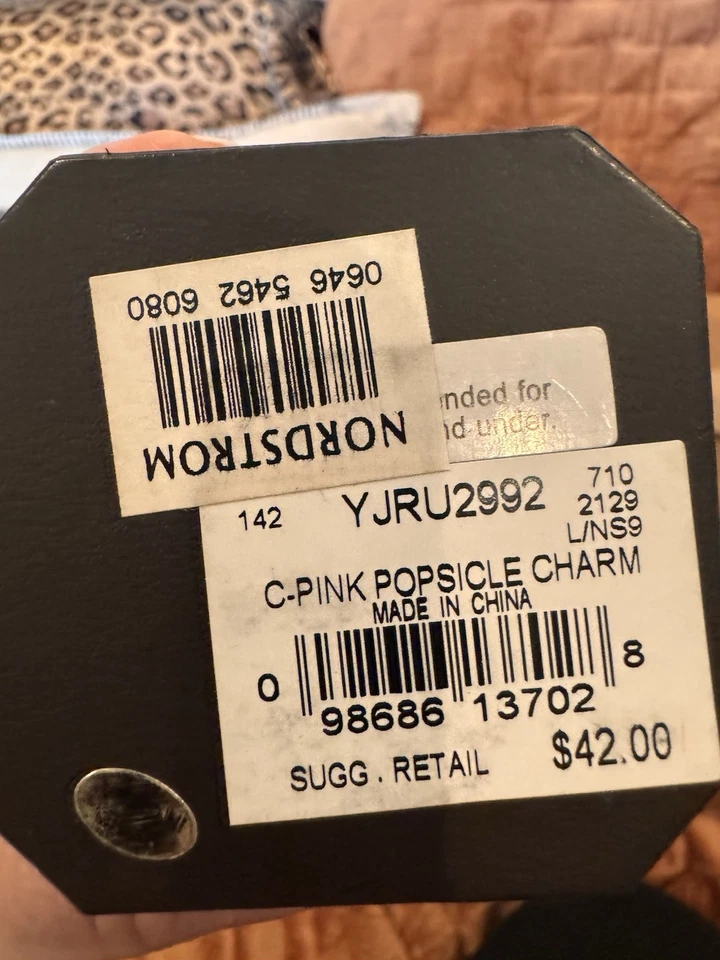 NORDSTROM
0646 5462 6080
nded for
nd under.
142 YJRU2992 710
2129
L/NS9
C-PINK POPSICLE CHARM
MADE IN CHINA
0 98686 13702 8
SUGG. RETAIL $42.00